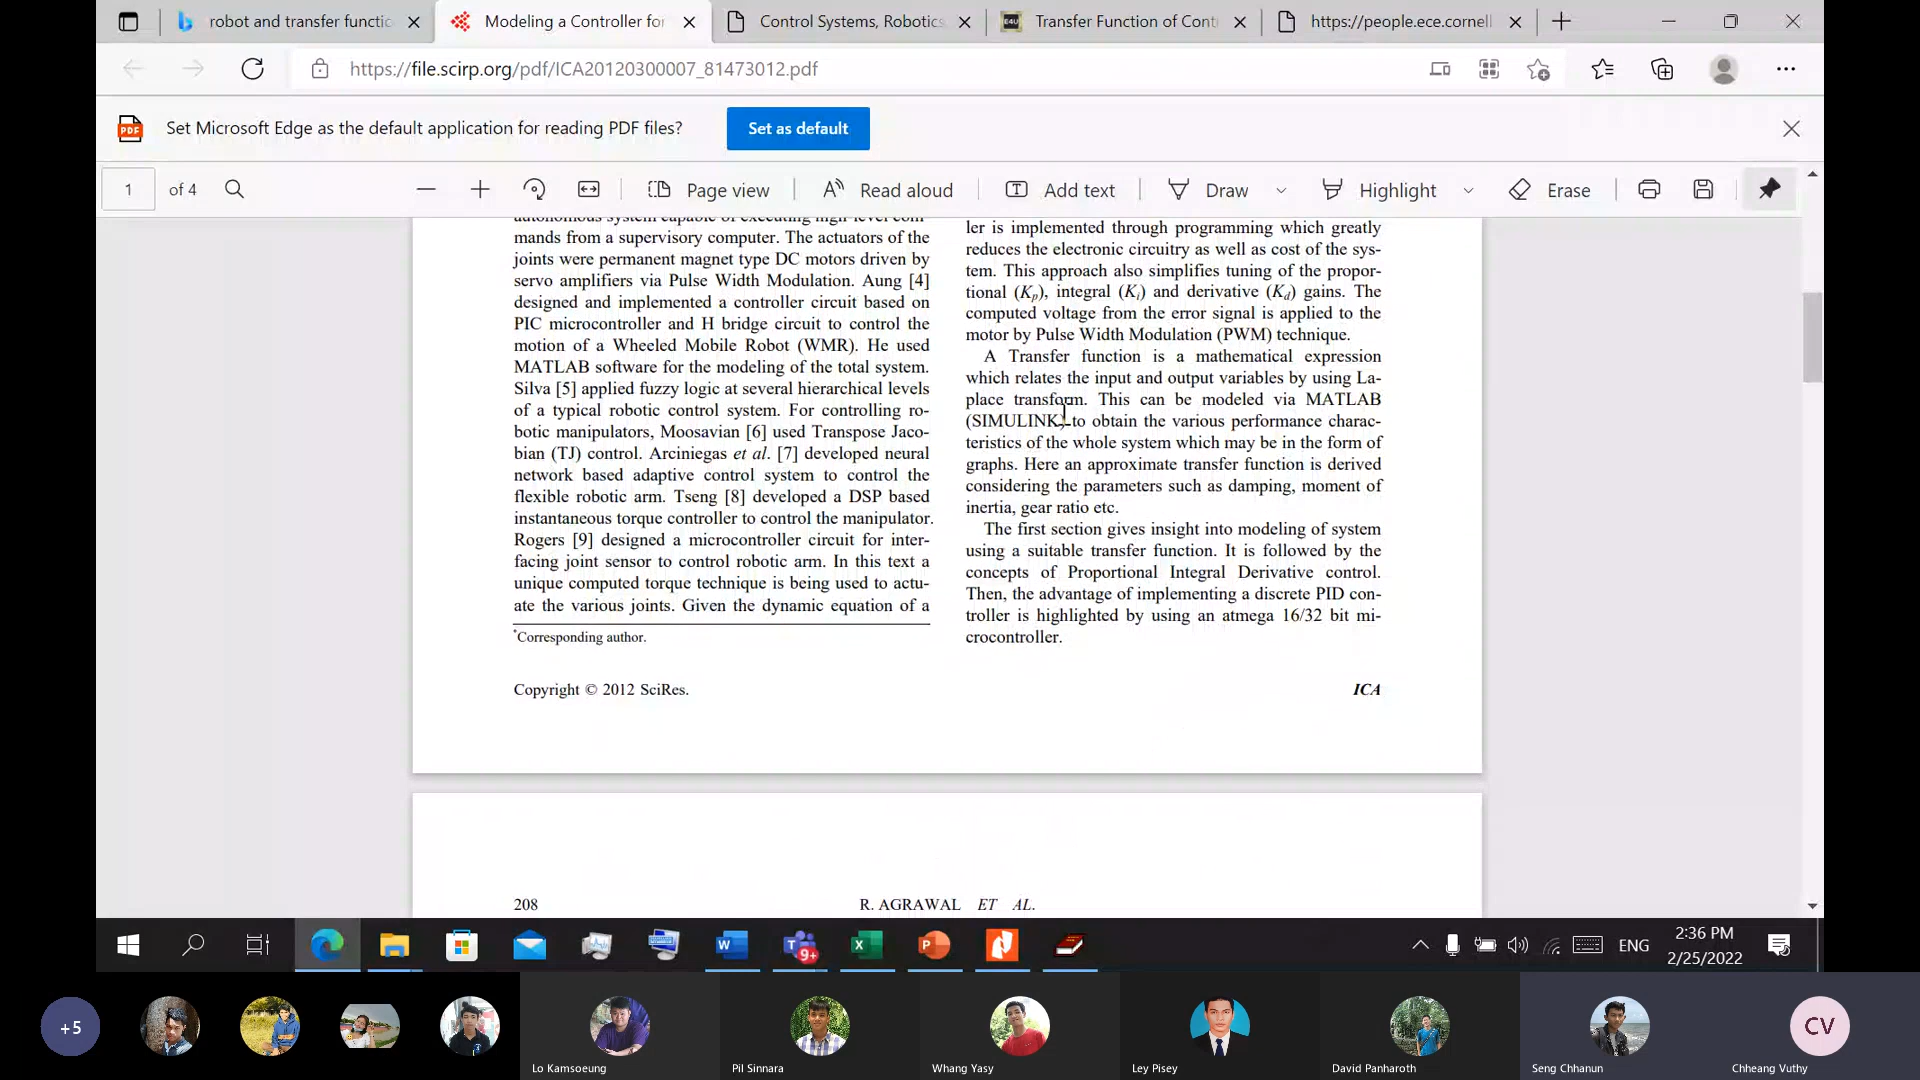 robot and transfer functio
Modeling a Controller for
Control Systems, Robotics
Transfer Function of Cont
https://people.ece.cornell
https://file.scirp.org/pdf/ICA20120300007_81473012.pdf
PDF
Set Microsoft Edge as the default application for reading PDF files?
Set as default
1 of 4
Page view
Read aloud
Add text
Draw
Highlight
Erase
autonomous system capable of executing high-level com-
mands from a supervisory computer. The actuators of the
joints were permanent magnet type DC motors driven by
servo amplifiers via Pulse Width Modulation. Aung [4]
designed and implemented a controller circuit based on
PIC microcontroller and H bridge circuit to control the
motion of a Wheeled Mobile Robot (WMR). He used
MATLAB software for the modeling of the total system.
Silva [5] applied fuzzy logic at several hierarchical levels
of a typical robotic control system. For controlling ro-
botic manipulators, Moosavian [6] used Transpose Jaco-
bian (TJ) control. Arciniegas et al. [7] developed neural
network based adaptive control system to control the
flexible robotic arm. Tseng [8] developed a DSP based
instantaneous torque controller to control the manipulator.
Rogers [9] designed a microcontroller circuit for inter-
facing joint sensor to control robotic arm. In this text a
unique computed torque technique is being used to actu-
ate the various joints. Given the dynamic equation of a
*Corresponding author.
Copyright © 2012 SciRes.
ler is implemented through programming which greatly
reduces the electronic circuitry as well as cost of the sys-
tem. This approach also simplifies tuning of the propor-
tional (Kp), integral (Ki) and derivative (Kd) gains. The
computed voltage from the error signal is applied to the
motor by Pulse Width Modulation (PWM) technique.
A Transfer function is a mathematical expression
which relates the input and output variables by using La-
place transform. This can be modeled via MATLAB
(SIMULINK) to obtain the various performance charac-
teristics of the whole system which may be in the form of
graphs. Here an approximate transfer function is derived
considering the parameters such as damping, moment of
inertia, gear ratio etc.
The first section gives insight into modeling of system
using a suitable transfer function. It is followed by the
concepts of Proportional Integral Derivative control.
Then, the advantage of implementing a discrete PID con-
troller is highlighted by using an atmega 16/32 bit mi-
crocontroller.
ICA
208
R. AGRAWAL ET AL.
9+
ENG
2:36 PM
2/25/2022
+5
Lo Kamsoeung
Pil Sinnara
Whang Yasy
Ley Pisey
David Panharoth
Seng Chhanun
CV
Chheang Vuthy